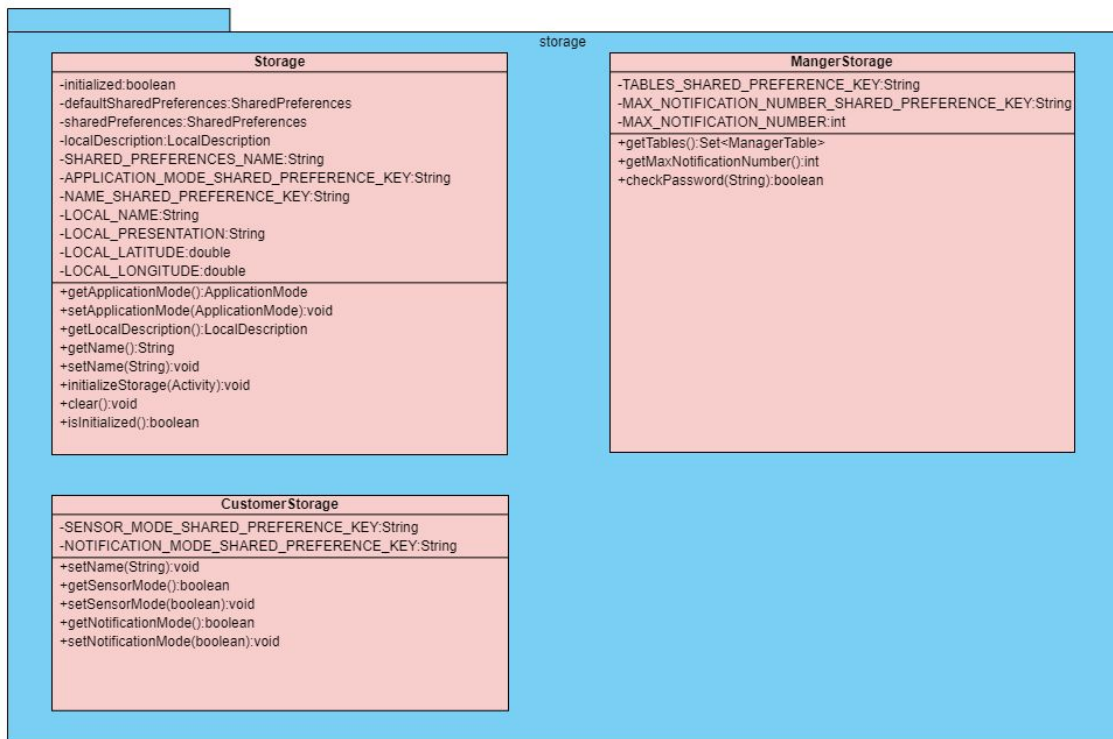 storage
Storage
-initialized:boolean
-defaultSharedPreferences:SharedPreferences
-sharedPreferences:SharedPreferences
-localDescription:LocalDescription
-SHARED_PREFERENCES_NAME:String
-APPLICATION_MODE_SHARED_PREFERENCE_KEY:String
-NAME_SHARED_PREFERENCE_KEY:String
-LOCAL_NAME:String
-LOCAL_PRESENTATION:String
-LOCAL_LATITUDE:double
-LOCAL_LONGITUDE:double
+getApplicationMode():ApplicationMode
+setApplicationMode(ApplicationMode):void
+getLocalDescription():LocalDescription
+getName():String
+setName(String):void
+initializeStorage(Activity):void
+clear():void
+isInitialized():boolean
MangerStorage
-TABLES_SHARED_PREFERENCE_KEY:String
-MAX_NOTIFICATION_NUMBER_SHARED_PREFERENCE_KEY:String
-MAX_NOTIFICATION_NUMBER:int
+getTables():Set<ManagerTable>
+getMaxNotificationNumber():int
+checkPassword(String):boolean
CustomerStorage
-SENSOR_MODE_SHARED_PREFERENCE_KEY:String
-NOTIFICATION_MODE_SHARED_PREFERENCE_KEY:String
+setName(String):void
+getSensorMode():boolean
+setSensorMode(boolean):void
+getNotificationMode():boolean
+setNotificationMode(boolean):void